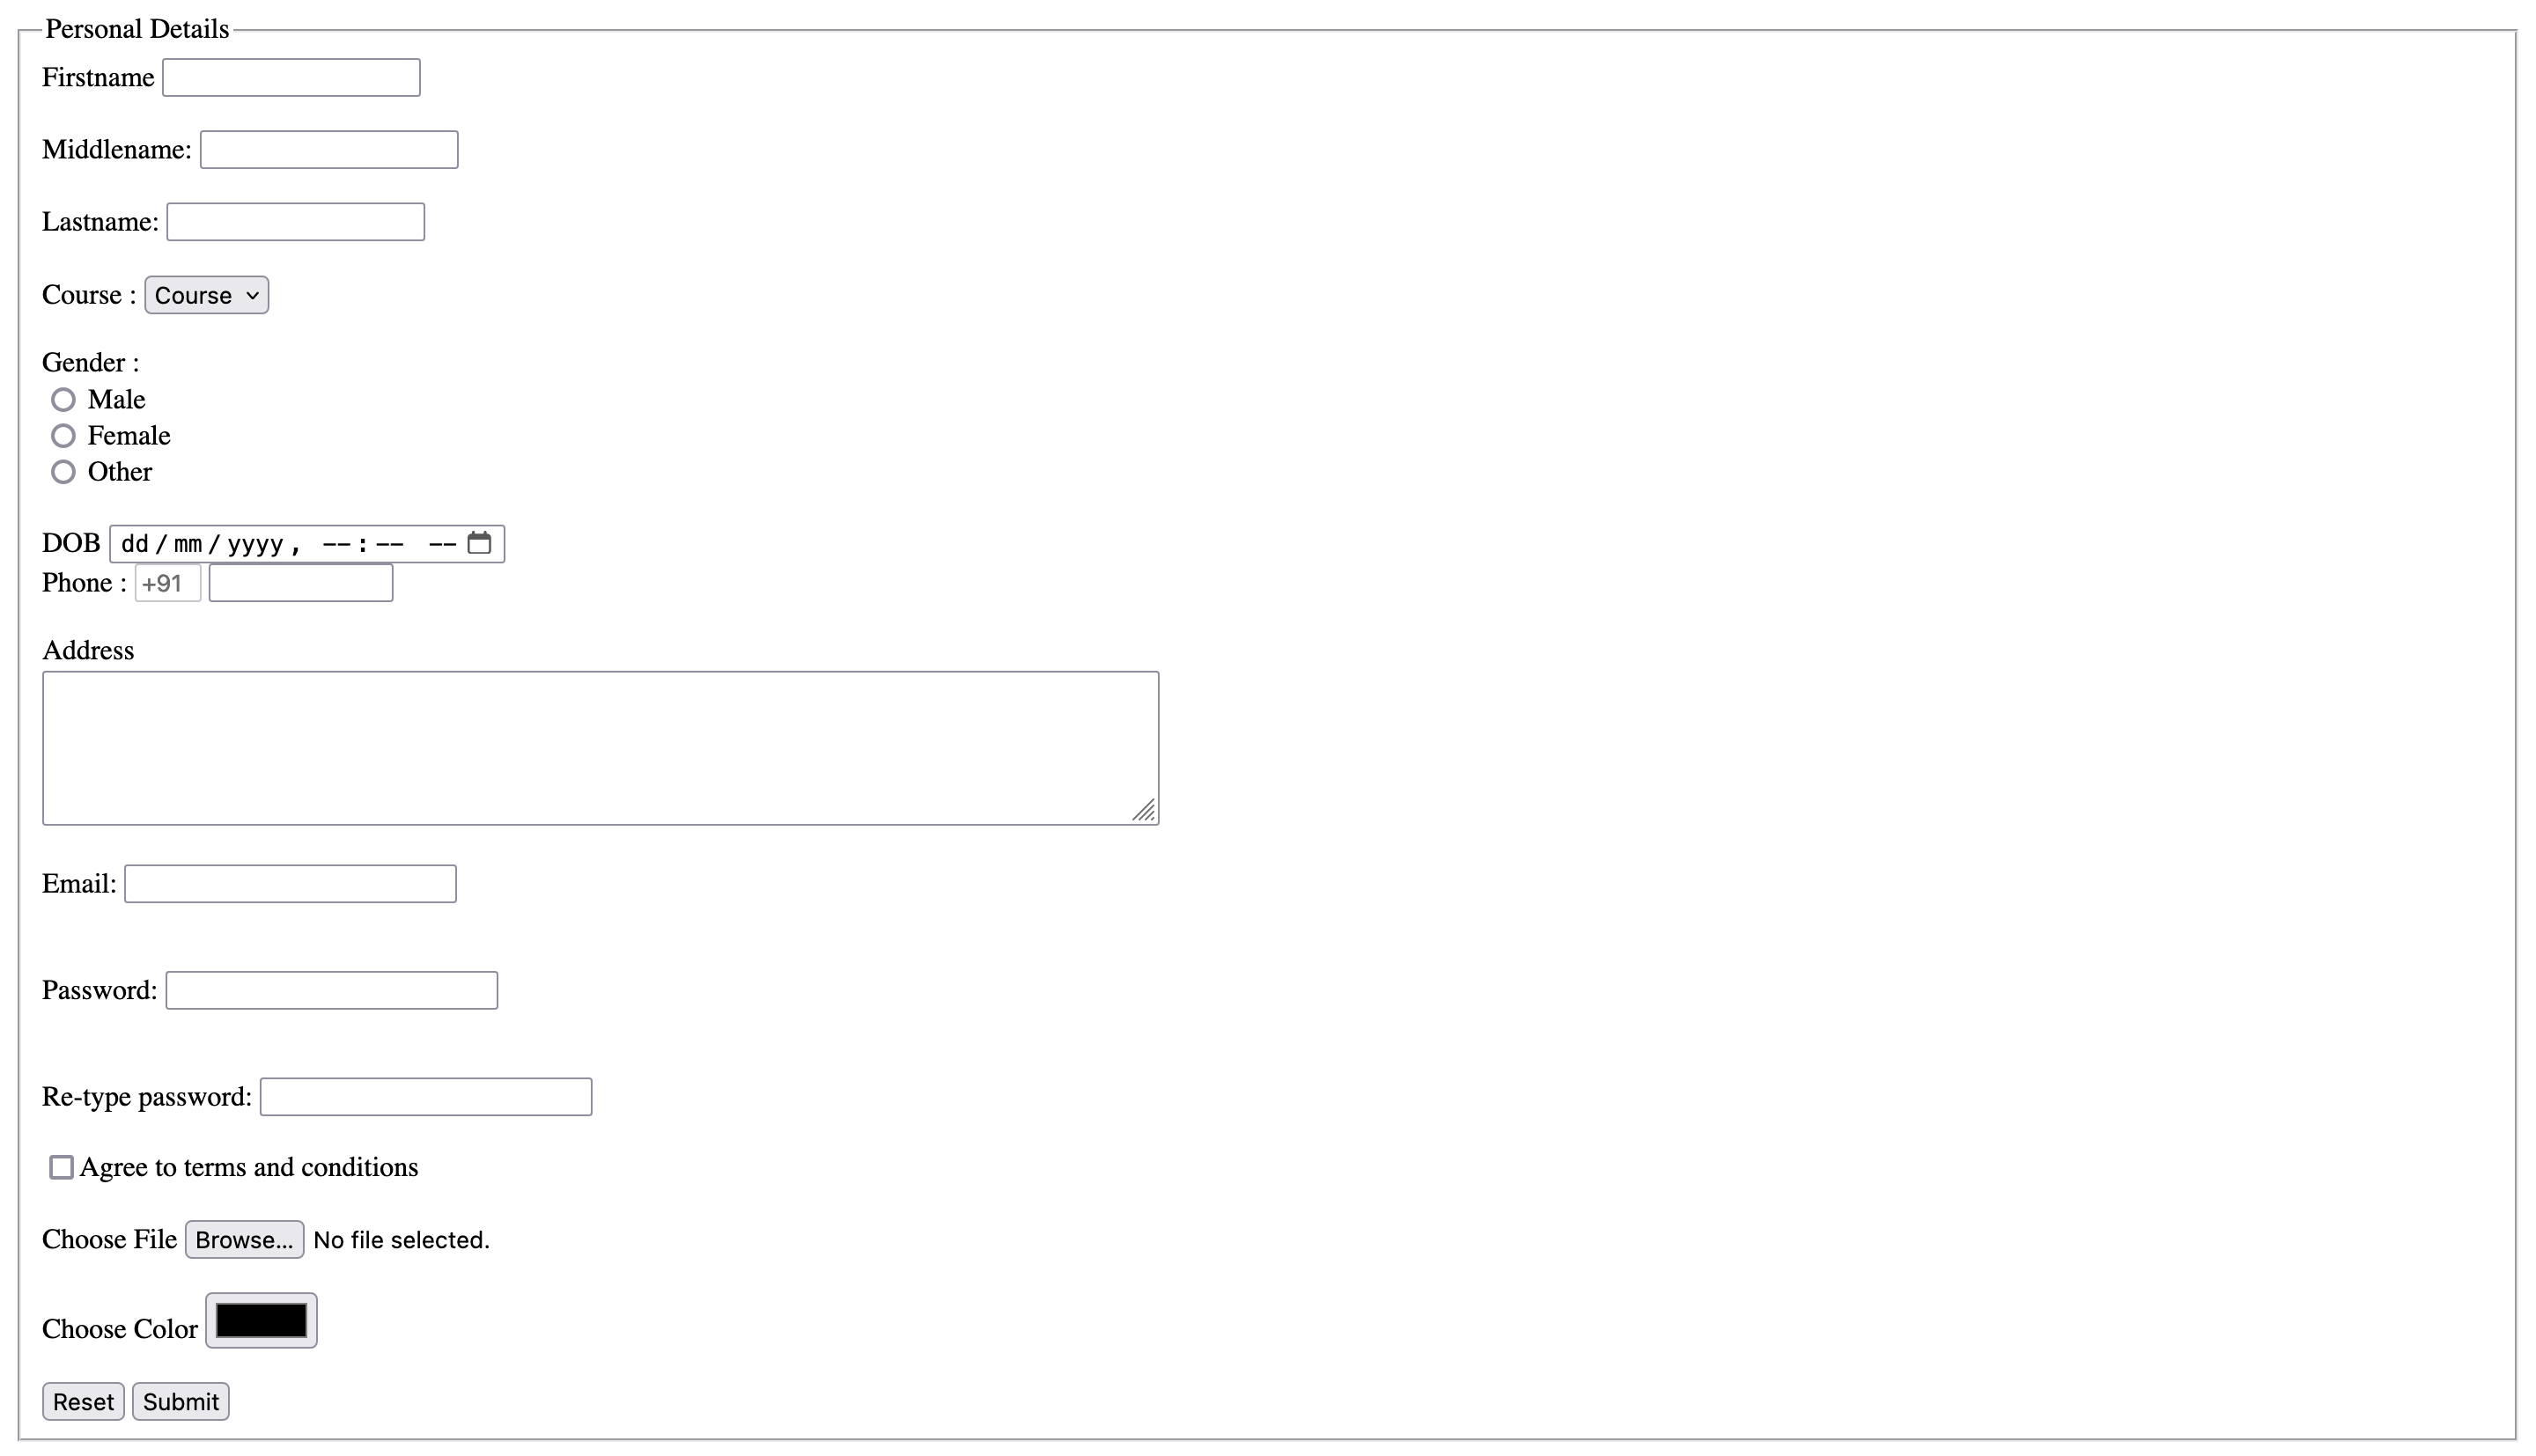 Personal Details
Firstname
Middlename:
Lastname:
Course : Course
Gender :
Male
Female
Other
DOB dd/mm/yyyy, --:-- --
Phone : +91
Address
Email:
Password:
Re-type password:
Agree to terms and conditions
Choose File Browse... No file selected.
Choose Color
Reset Submit